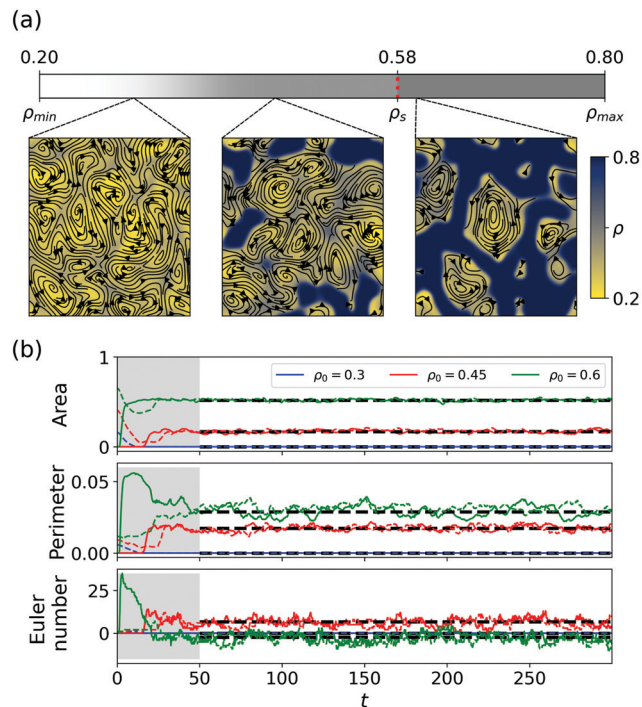 (a)
0.20 0.58 0.80
ρmin ρs ρmax
0.8
ρ
0.2
(b)
1
Area
0
ρ0 = 0.3 ρ0 = 0.45 ρ0 = 0.6
0.05
Perimeter
0.00
25
Euler number
0
0 50 100 150 200 250
t